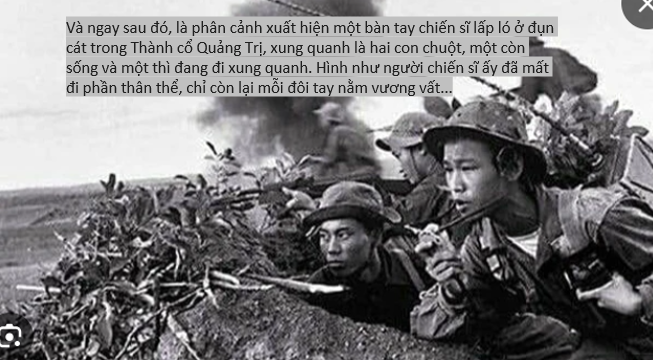 Và ngay sau đó, là phân cảnh xuất hiện một bàn tay chiến sĩ lấp ló ở đụn
cát trong Thành cổ Quảng Trị, xung quanh là hai con chuột, một còn
sống và một thì đang đi xung quanh. Hình như người chiến sĩ ấy đã mất
đi phần thân thể, chỉ còn lại mỗi đôi tay nằm vương vất...